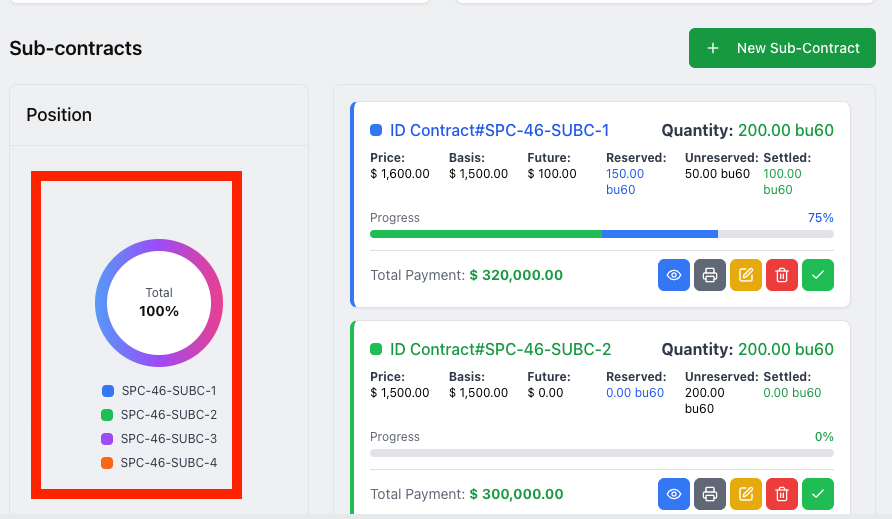 Sub-contracts
+ New Sub-Contract
Position
Total
100%
SPC-46-SUBC-1
SPC-46-SUBC-2
SPC-46-SUBC-3
SPC-46-SUBC-4
ID Contract#SPC-46-SUBC-1 Quantity: 200.00 bu60
Price: Basis: Future: Reserved: Unreserved: Settled:
$ 1,600.00 $ 1,500.00 $ 100.00 150.00 50.00 bu60 100.00
bu60 bu60
Progress 75%
Total Payment: $ 320,000.00
ID Contract#SPC-46-SUBC-2 Quantity: 200.00 bu60
Price: Basis: Future: Reserved: Unreserved: Settled:
$ 1,500.00 $ 1,500.00 $ 0.00 0.00 bu60 200.00 0.00 bu60
bu60
Progress 0%
Total Payment: $ 300,000.00